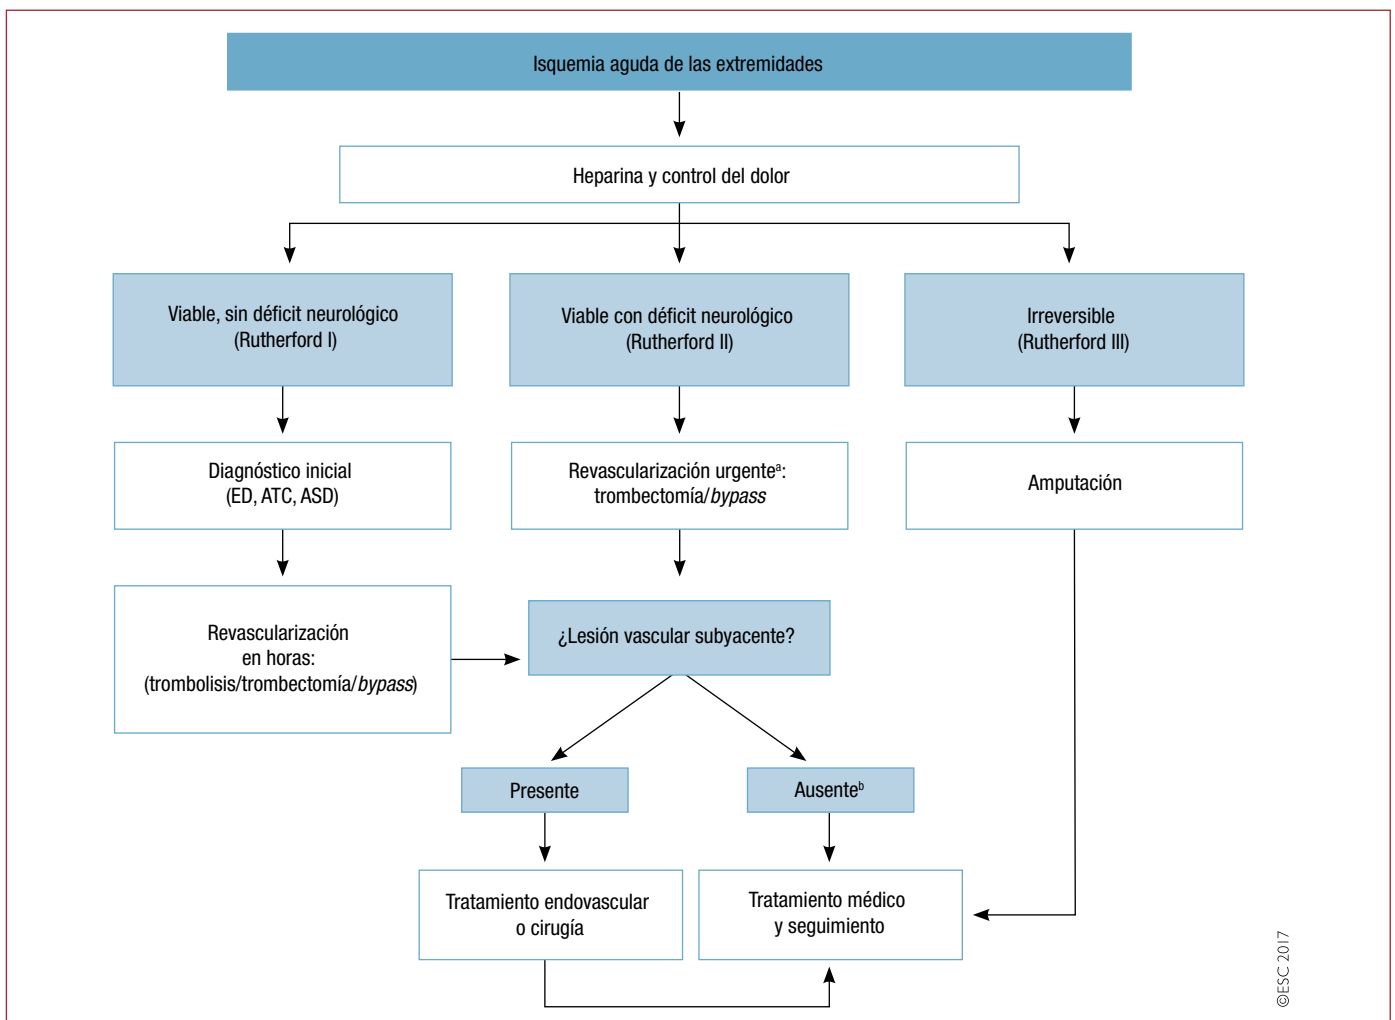 Isquemia aguda de las extremidades
Heparina y control del dolor
Viable, sin déficit neurológico
(Rutherford I)
Viable con déficit neurológico
(Rutherford II)
Irreversible
(Rutherford III)
Diagnóstico inicial
(ED, ATC, ASD)
Revascularización urgenteª:
trombectomía/bypass
Amputación
Revascularización
en horas:
(trombolisis/trombectomía/bypass)
¿Lesión vascular subyacente?
Presente
Ausenteᵇ
Tratamiento endovascular
o cirugía
Tratamiento médico
y seguimiento
©ESC 2017